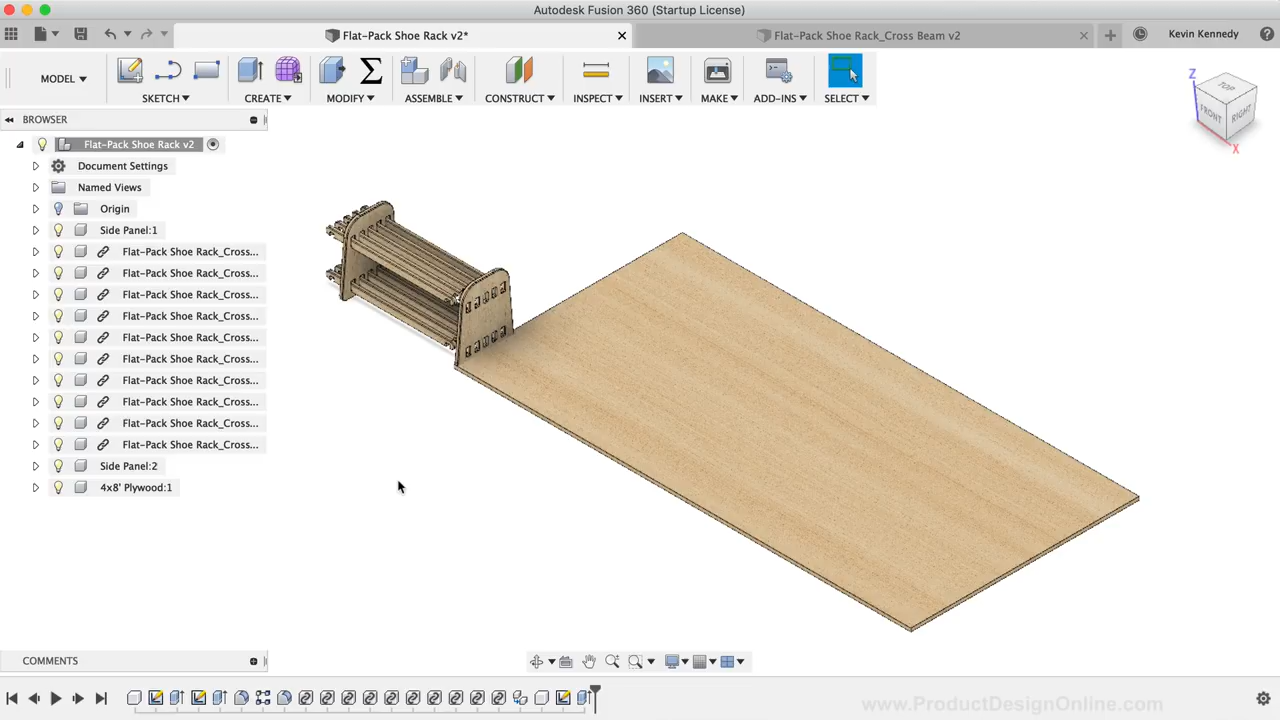 Autodesk Fusion 360 (Startup License)
Flat-Pack Shoe Rack v2*
Flat-Pack Shoe Rack_Cross Beam v2
Kevin Kennedy
MODEL
SKETCH
CREATE
MODIFY
ASSEMBLE
CONSTRUCT
INSPECT
INSERT
MAKE
ADD-INS
SELECT
BROWSER
Flat-Pack Shoe Rack v2
Document Settings
Named Views
Origin
Side Panel:1
Flat-Pack Shoe Rack_Cross...
Flat-Pack Shoe Rack_Cross...
Flat-Pack Shoe Rack_Cross...
Flat-Pack Shoe Rack_Cross...
Flat-Pack Shoe Rack_Cross...
Flat-Pack Shoe Rack_Cross...
Flat-Pack Shoe Rack_Cross...
Flat-Pack Shoe Rack_Cross...
Flat-Pack Shoe Rack_Cross...
Flat-Pack Shoe Rack_Cross...
Side Panel:2
4x8' Plywood:1
Z
TOP
FRONT
RIGHT
X
COMMENTS
www.ProductDesignOnline.com